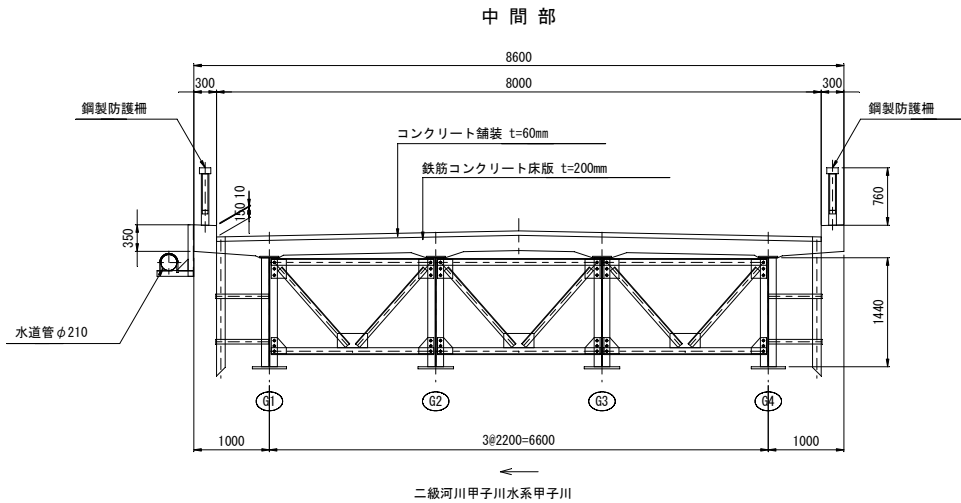 中間部
8600
300
8000
300
鋼製防護柵
鋼製防護柵
コンクリート舗装 t=60mm
鉄筋コンクリート床版 t=200mm
150 10
350
760
1440
水道管φ210
G1
G2
G3
G4
1000
3@2200=6600
1000
二級河川甲子川水系甲子川